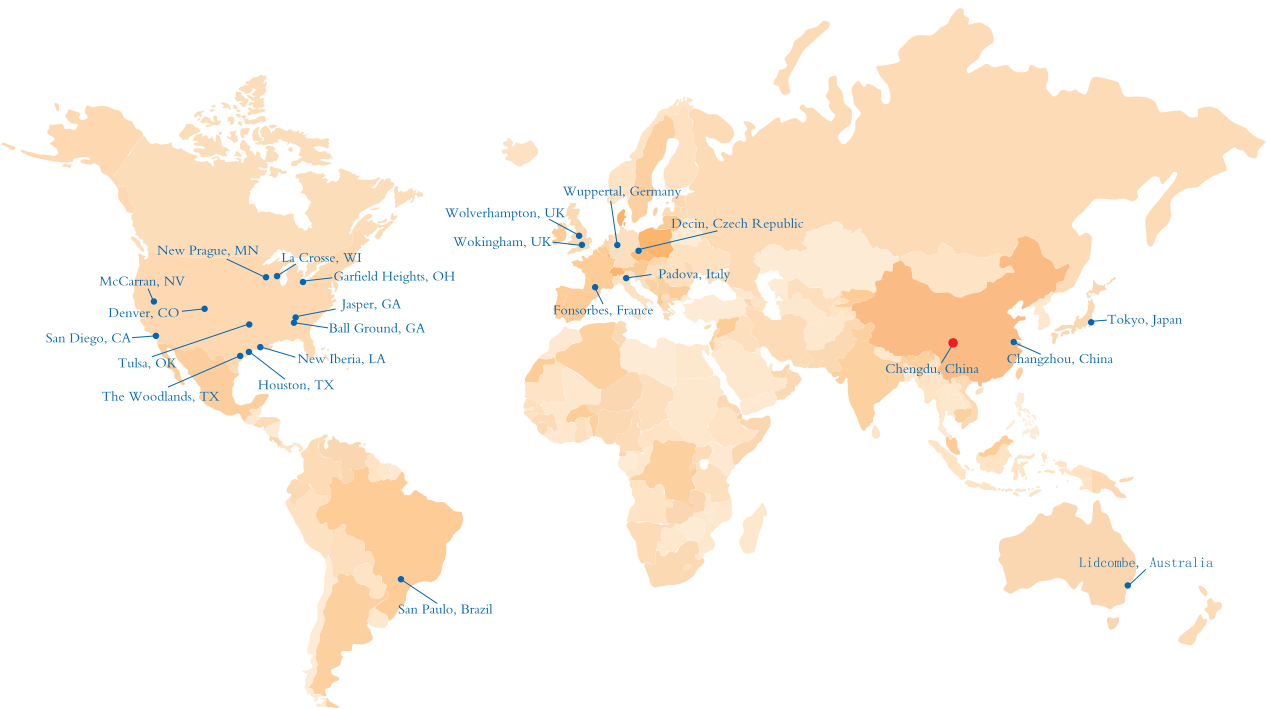 Wuppertal, Germany
Wolverhampton, UK
Decin, Czech Republic
Wokingham, UK
New Prague, MN
La Crosse, WI
Padova, Italy
Garfield Heights, OH
McCarran, NV
Jasper, GA
Fonsorbes, France
Denver, CO
Tokyo, Japan
Ball Ground, GA
San Diego, CA
New Iberia, LA
Changzhou, China
Tulsa, OK
Chengdu, China
Houston, TX
The Woodlands, TX
Lidcombe, Australia
San Paulo, Brazil